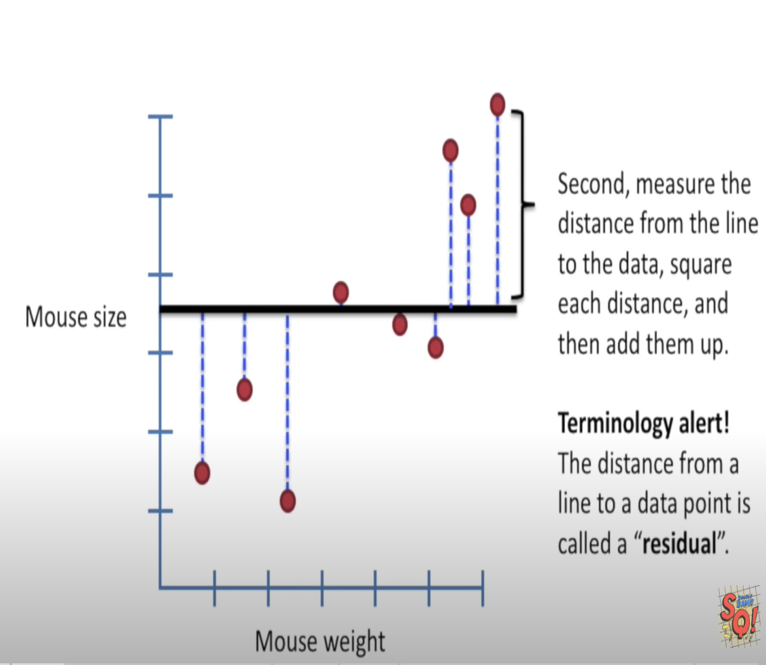 Second, measure the
distance from the line
to the data, square
each distance, and
then add them up.
Mouse size
Terminology alert!
The distance from a
line to a data point is
called a “residual”.
Mouse weight
SQ!